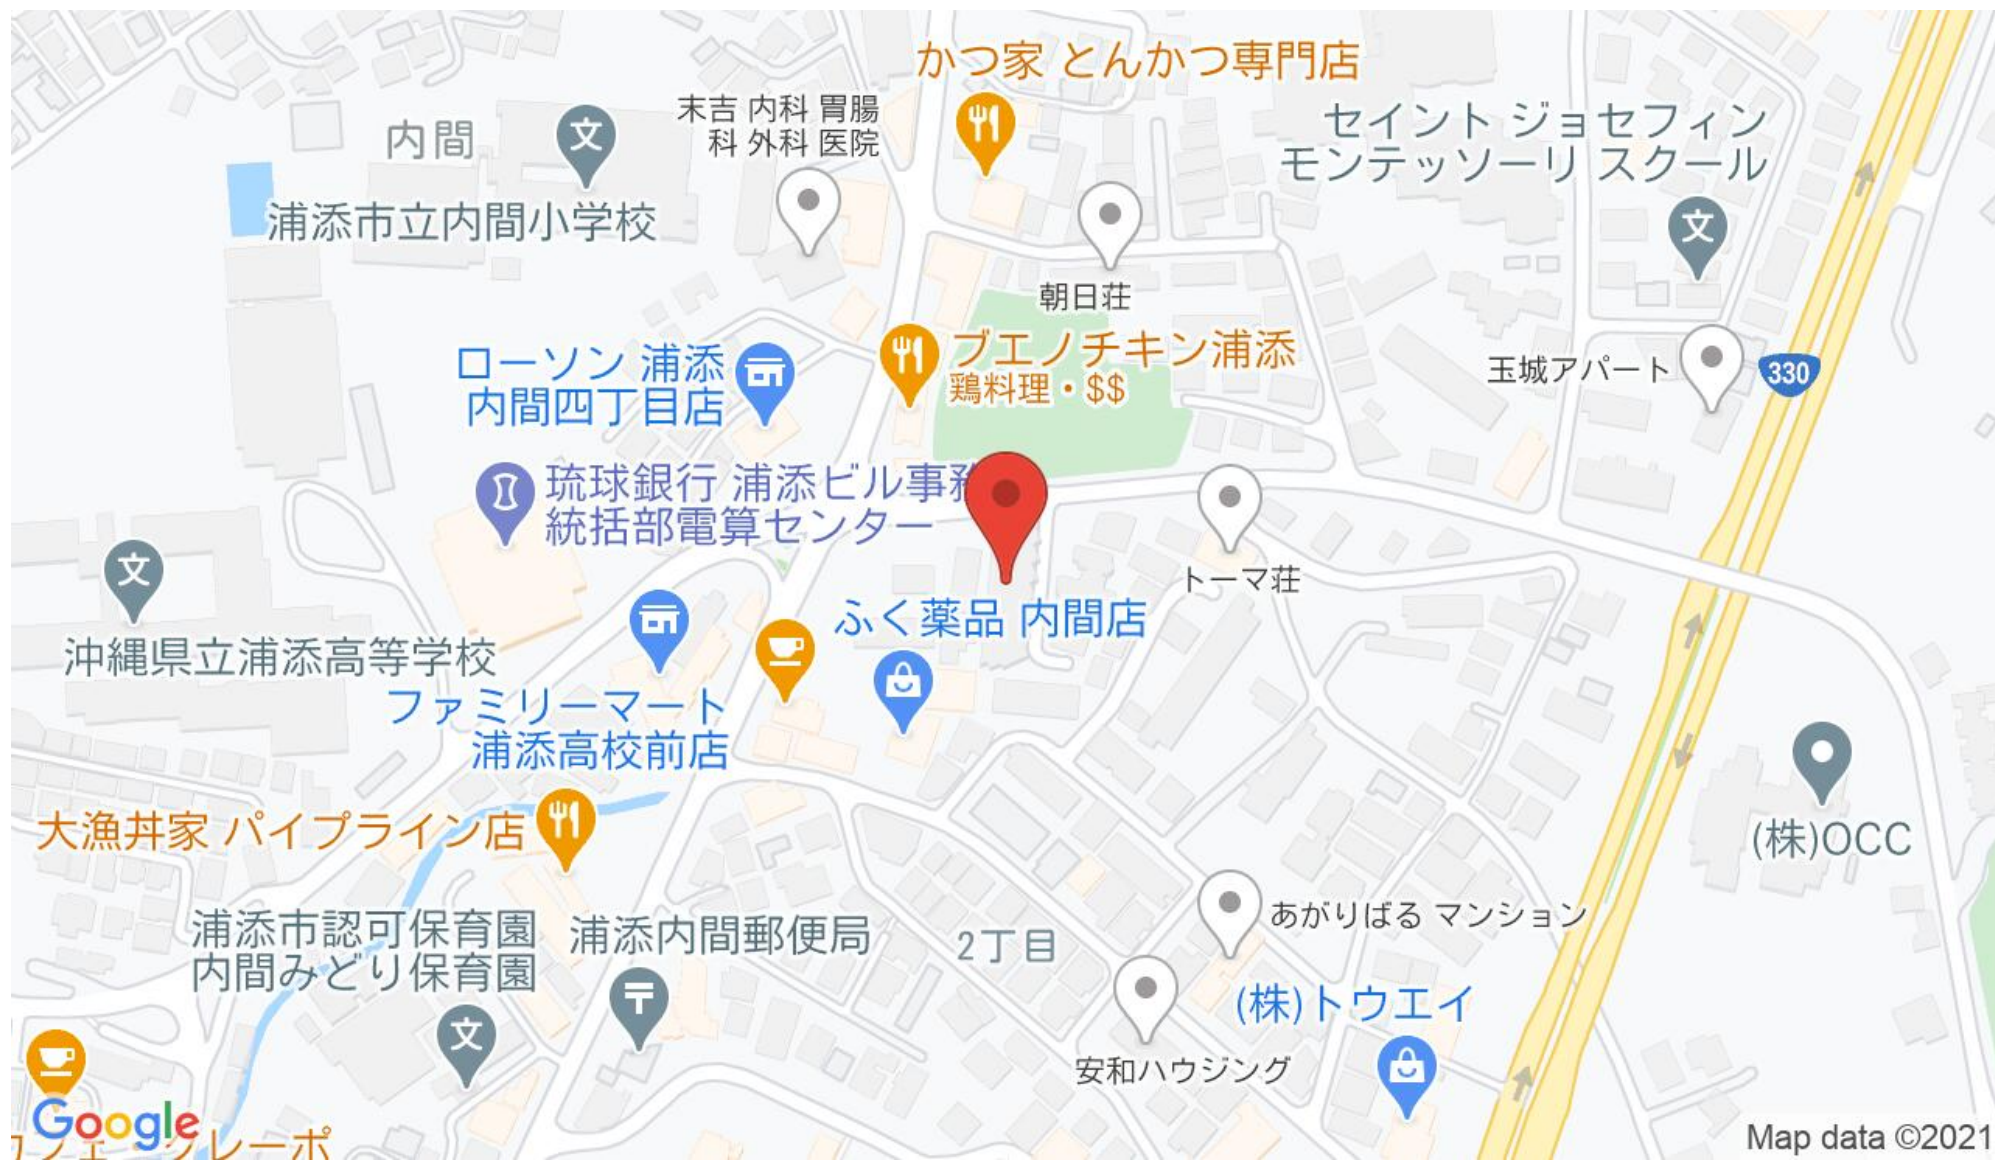 かつ家 とんかつ専門店
末吉 内科 胃腸
科 外科 医院
セイント ジョセフィン
モンテッソーリ スクール
内間
浦添市立内間小学校
朝日荘
ブエノチキン浦添
鶏料理・$$
ローソン 浦添
内間四丁目店
玉城アパート
330
琉球銀行 浦添ビル事務
統括部電算センター
トーマ荘
ふく薬品 内間店
沖縄県立浦添高等学校
ファミリーマート
浦添高校前店
大漁丼家 パイプライン店
(株)OCC
浦添市認可保育園
内間みどり保育園
浦添内間郵便局
2丁目
あがりばる マンション
(株)トウエイ
安和ハウジング
Google
Map data ©2021